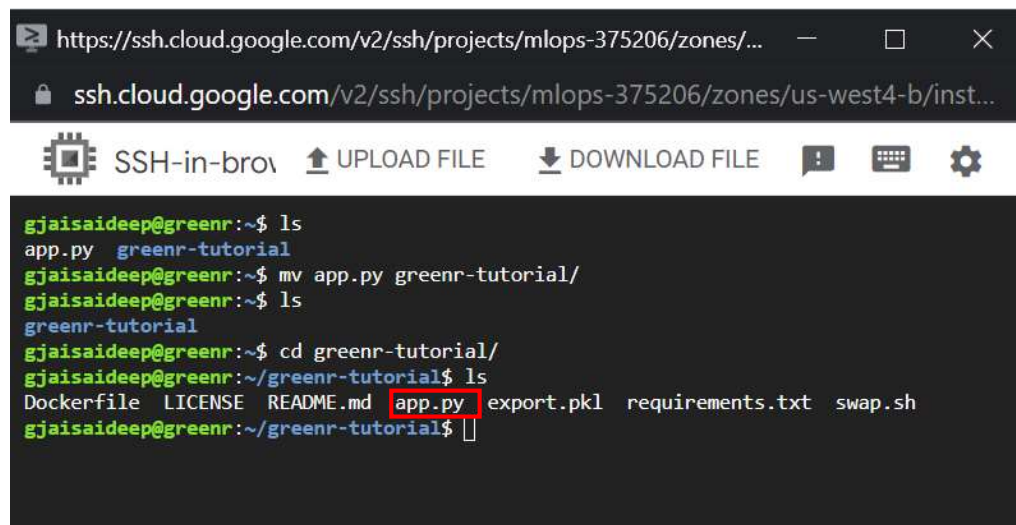 https://ssh.cloud.google.com/v2/ssh/projects/mlops-375206/zones/...
ssh.cloud.google.com/v2/ssh/projects/mlops-375206/zones/us-west4-b/inst...
SSH-in-brov UPLOAD FILE DOWNLOAD FILE
gjaisaideep@greenr:~$ ls
app.py greenr-tutorial
gjaisaideep@greenr:~$ mv app.py greenr-tutorial/
gjaisaideep@greenr:~$ ls
greenr-tutorial
gjaisaideep@greenr:~$ cd greenr-tutorial/
gjaisaideep@greenr:~/greenr-tutorial$ ls
Dockerfile LICENSE README.md app.py export.pkl requirements.txt swap.sh
gjaisaideep@greenr:~/greenr-tutorial$